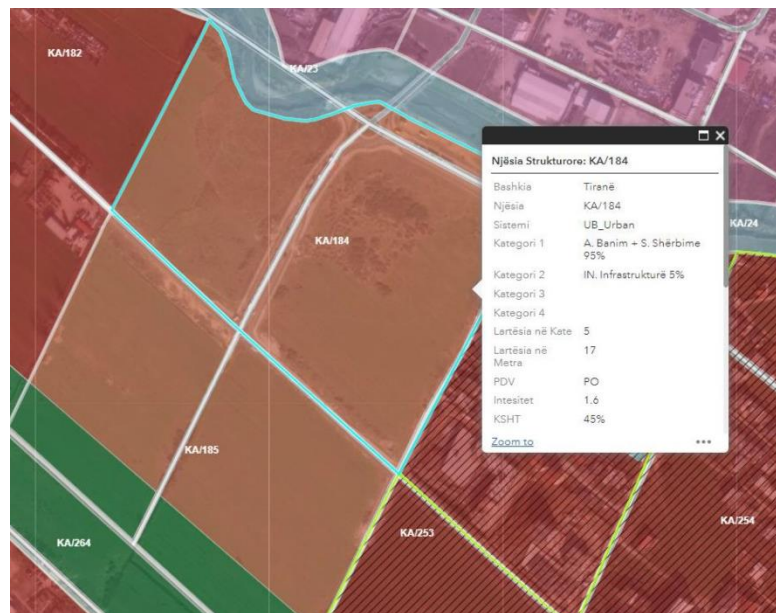 KA/182
KA/23
KA/184
KA/24
KA/185
KA/264
KA/253
KA/254
Njësia Strukturore: KA/184
Bashkia Tiranë
Njësia KA/184
Sistemi UB_Urban
Kategori 1 A. Banim + S. Shërbime
95%
Kategori 2 IN. Infrastrukturë 5%
Kategori 3
Kategori 4
Lartësia në Kate 5
Lartësia në
Metra 17
PDV PO
Intesitet 1.6
KSHT 45%
Zoom to